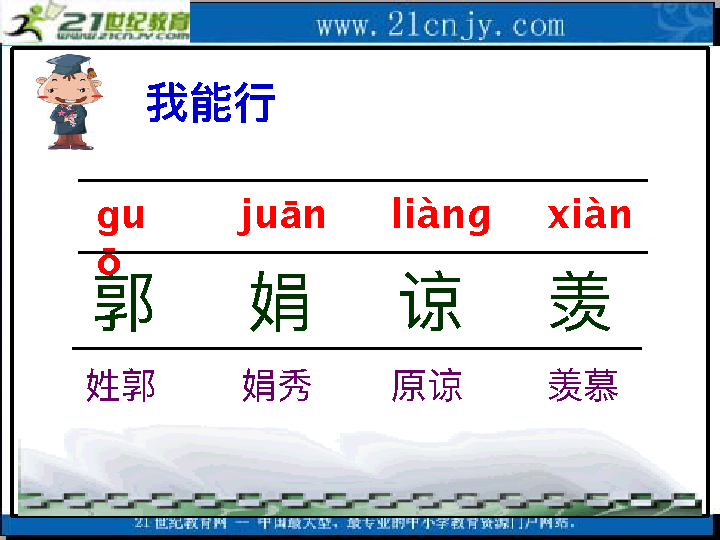 21世纪教育
WWW.21CNJY.COM
www.21cnjy.com
我能行
gu juān liàng xiàn
ō
郭 娟 谅 羡
姓郭 娟秀 原谅 羡慕
21世纪教育网 -- 中国最大型、最专业的中小学教育资源门户网站.